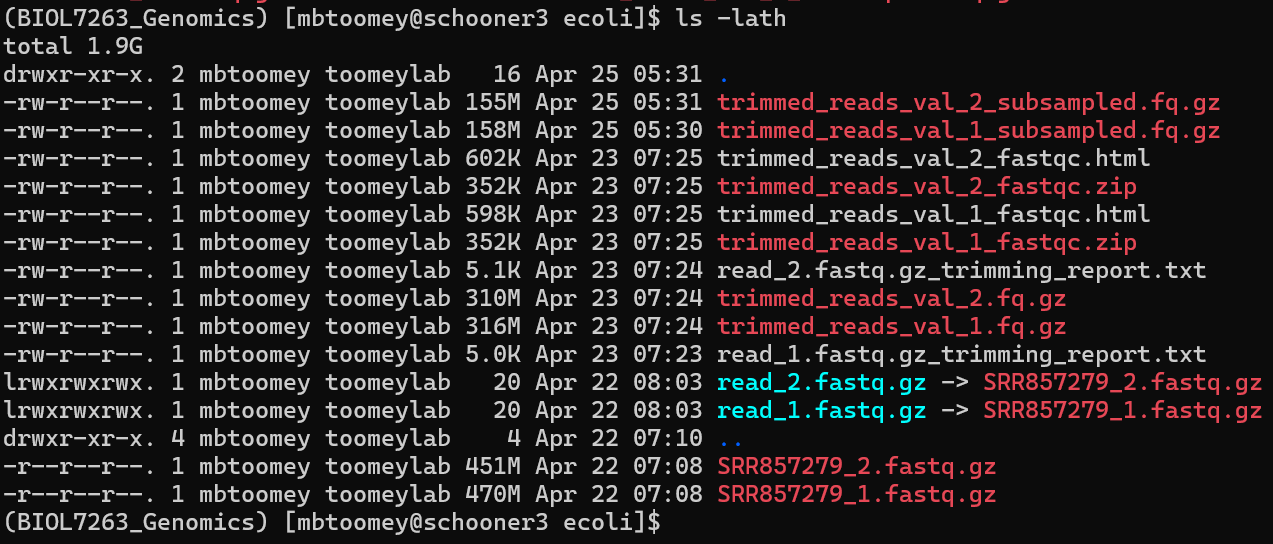 (BIOL7263_Genomics) [mbtoomey@schooner3 ecoli]$ ls -lath
total 1.9G
drwxr-xr-x. 2 mbtoomey toomeylab   16 Apr 25 05:31 .
-rw-r--r--. 1 mbtoomey toomeylab 155M Apr 25 05:31 trimmed_reads_val_2_subsampled.fq.gz
-rw-r--r--. 1 mbtoomey toomeylab 158M Apr 25 05:30 trimmed_reads_val_1_subsampled.fq.gz
-rw-r--r--. 1 mbtoomey toomeylab 602K Apr 23 07:25 trimmed_reads_val_2_fastqc.html
-rw-r--r--. 1 mbtoomey toomeylab 352K Apr 23 07:25 trimmed_reads_val_2_fastqc.zip
-rw-r--r--. 1 mbtoomey toomeylab 598K Apr 23 07:25 trimmed_reads_val_1_fastqc.html
-rw-r--r--. 1 mbtoomey toomeylab 352K Apr 23 07:25 trimmed_reads_val_1_fastqc.zip
-rw-r--r--. 1 mbtoomey toomeylab 5.1K Apr 23 07:24 read_2.fastq.gz_trimming_report.txt
-rw-r--r--. 1 mbtoomey toomeylab 310M Apr 23 07:24 trimmed_reads_val_2.fq.gz
-rw-r--r--. 1 mbtoomey toomeylab 316M Apr 23 07:24 trimmed_reads_val_1.fq.gz
-rw-r--r--. 1 mbtoomey toomeylab 5.0K Apr 23 07:23 read_1.fastq.gz_trimming_report.txt
lrwxrwxrwx. 1 mbtoomey toomeylab   20 Apr 22 08:03 read_2.fastq.gz -> SRR857279_2.fastq.gz
lrwxrwxrwx. 1 mbtoomey toomeylab   20 Apr 22 08:03 read_1.fastq.gz -> SRR857279_1.fastq.gz
drwxr-xr-x. 4 mbtoomey toomeylab    4 Apr 22 07:10 ..
-r--r--r--. 1 mbtoomey toomeylab 451M Apr 22 07:08 SRR857279_2.fastq.gz
-r--r--r--. 1 mbtoomey toomeylab 470M Apr 22 07:08 SRR857279_1.fastq.gz
(BIOL7263_Genomics) [mbtoomey@schooner3 ecoli]$